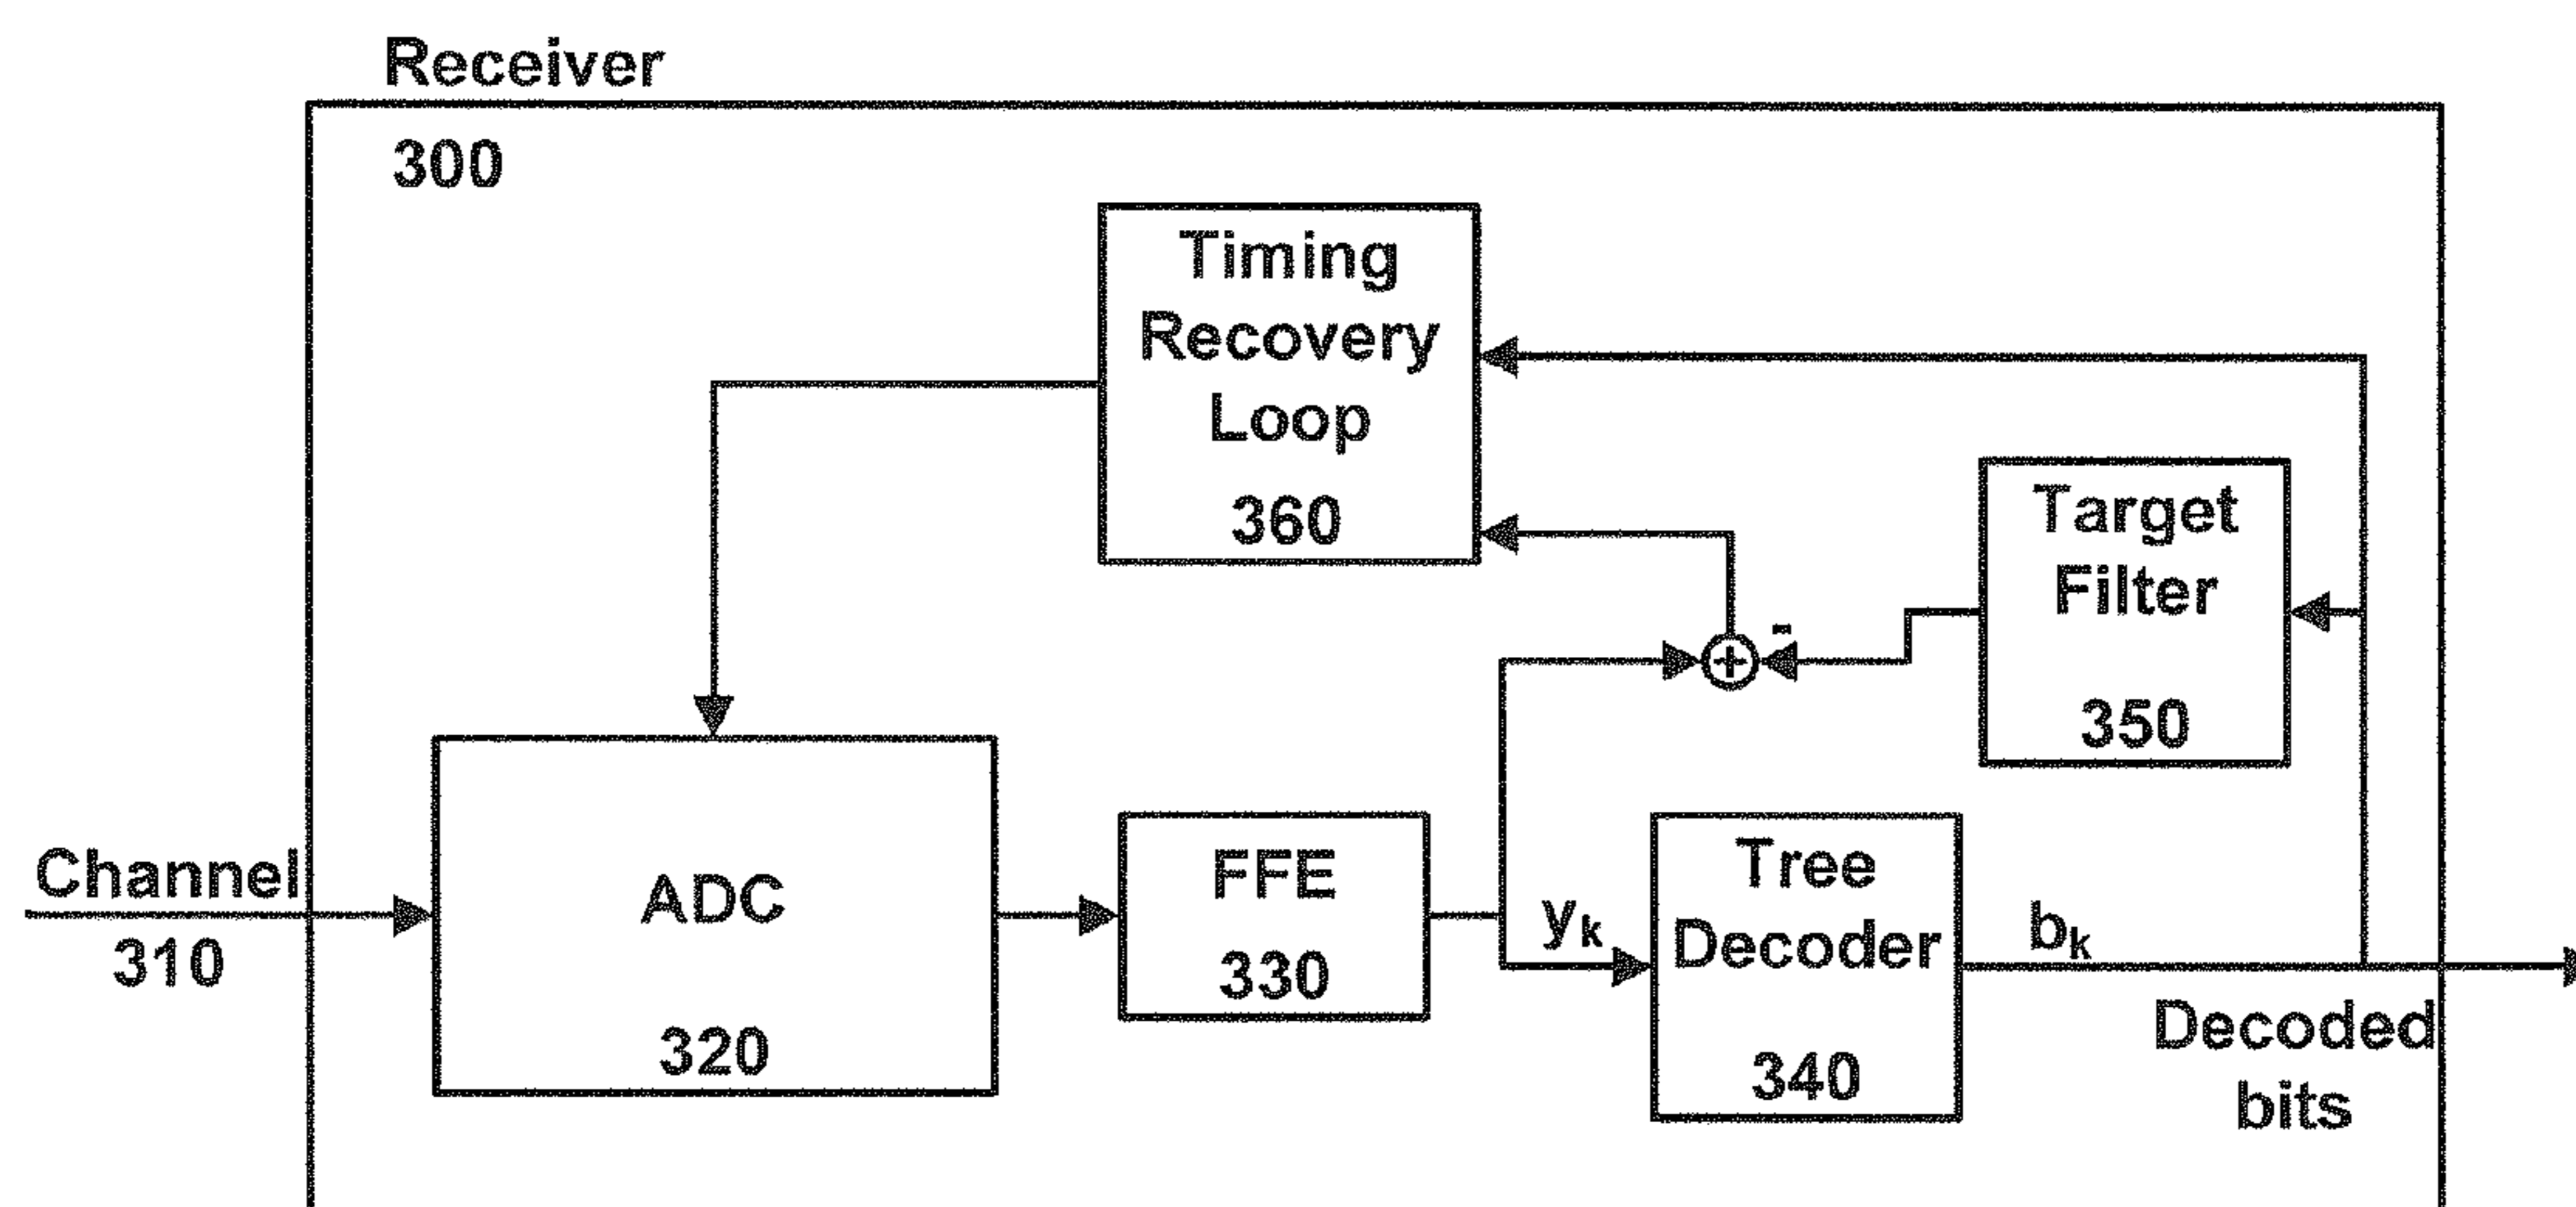 Receiver
300
Timing
Recovery
Loop
360
Target
Filter
350
-
+
Channel
310
ADC
320
FFE
330
yk
Tree
Decoder
340
bk
Decoded
bits